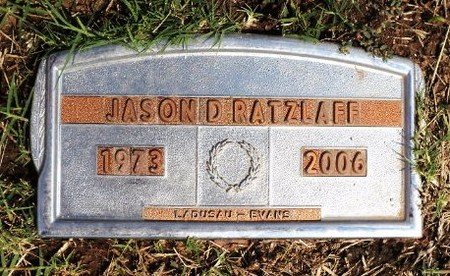 JASON D RATZLAFF
1973 2006
LADUSAU - EVANS